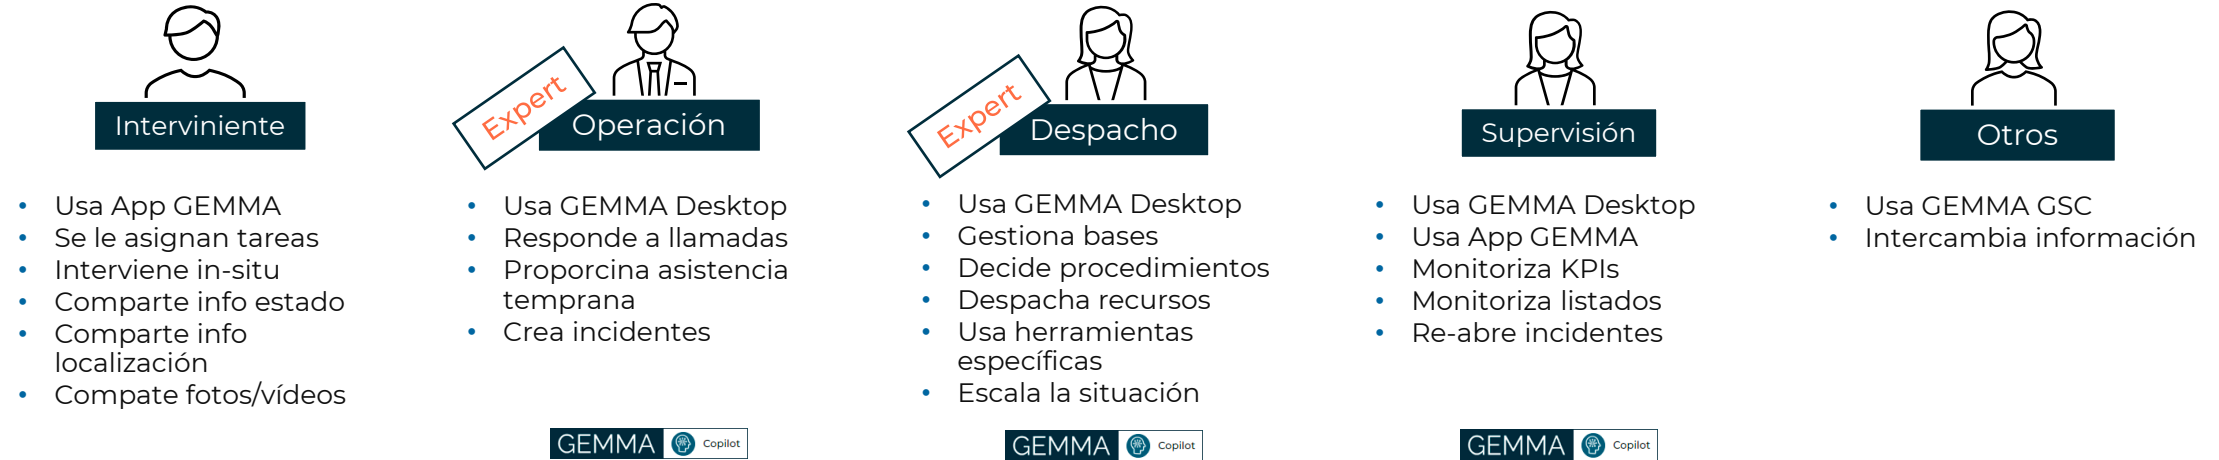 Interviniente
Usa App GEMMA
Se le asignan tareas
Interviene in-situ
Comparte info estado
Comparte info
localización
Compate fotos/vídeos
Expert
Operación
Usa GEMMA Desktop
Responde a llamadas
Proporcina asistencia
temprana
Crea incidentes
GEMMA Copilot
Expert
Despacho
Usa GEMMA Desktop
Gestiona bases
Decide procedimientos
Despacha recursos
Usa herramientas
específicas
Escala la situación
GEMMA Copilot
Supervisión
Usa GEMMA Desktop
Usa App GEMMA
Monitoriza KPIs
Monitoriza listados
Re-abre incidentes
GEMMA Copilot
Otros
Usa GEMMA GSC
Intercambia información